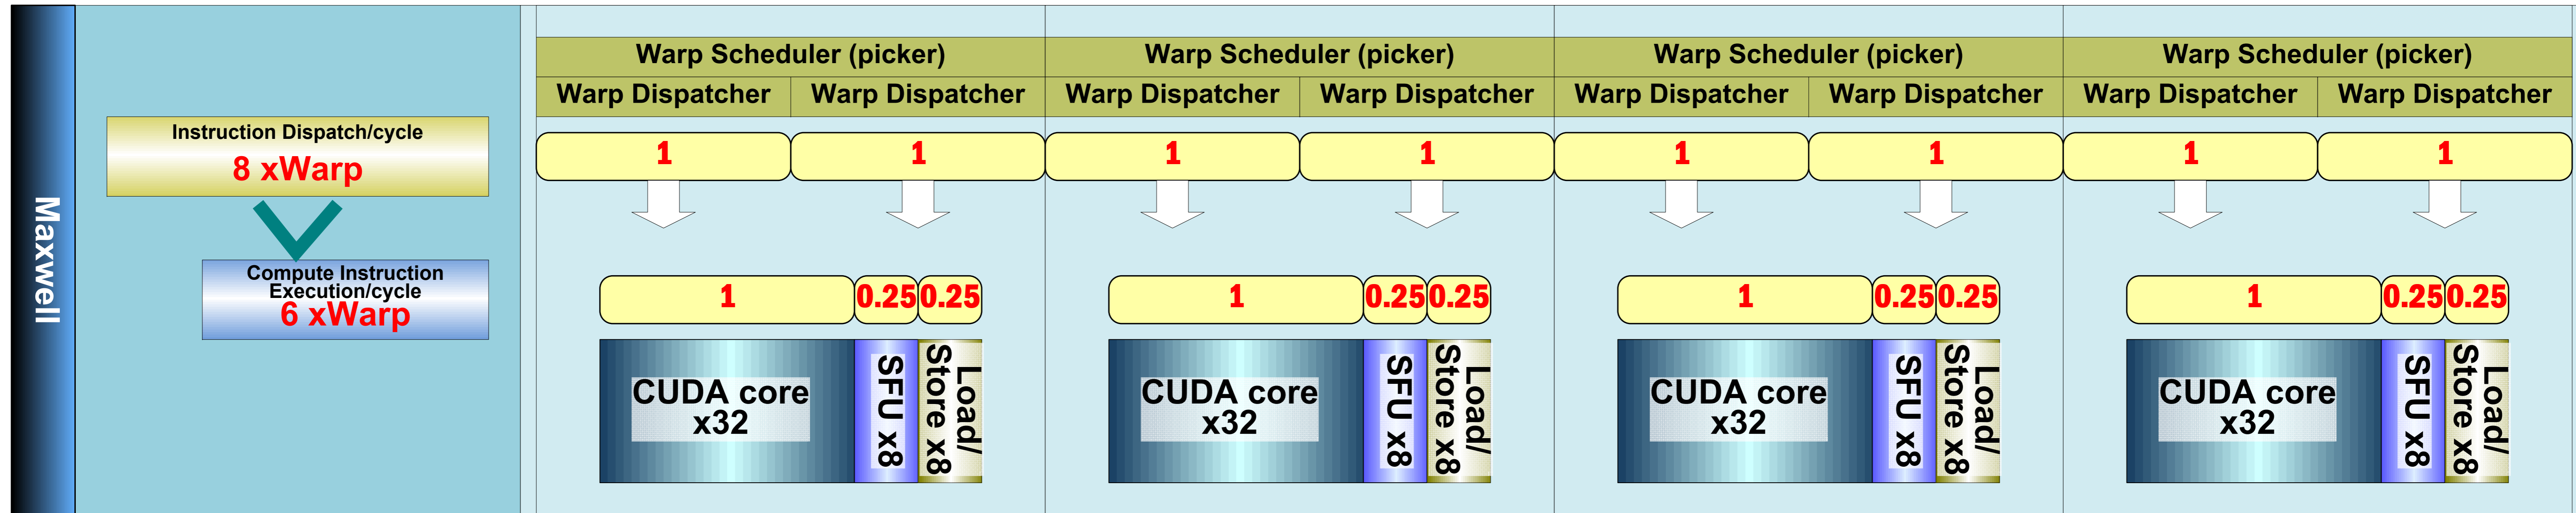 Maxwell
Instruction Dispatch/cycle
8 xWarp
Compute Instruction
Execution/cycle
6 xWarp
Warp Scheduler (picker)
Warp Dispatcher
Warp Dispatcher
1
1
1
0.25
0.25
CUDA core
x32
SFU x8
Load/
Store x8
Warp Scheduler (picker)
Warp Dispatcher
Warp Dispatcher
1
1
1
0.25
0.25
CUDA core
x32
SFU x8
Load/
Store x8
Warp Scheduler (picker)
Warp Dispatcher
Warp Dispatcher
1
1
1
0.25
0.25
CUDA core
x32
SFU x8
Load/
Store x8
Warp Scheduler (picker)
Warp Dispatcher
Warp Dispatcher
1
1
1
0.25
0.25
CUDA core
x32
SFU x8
Load/
Store x8